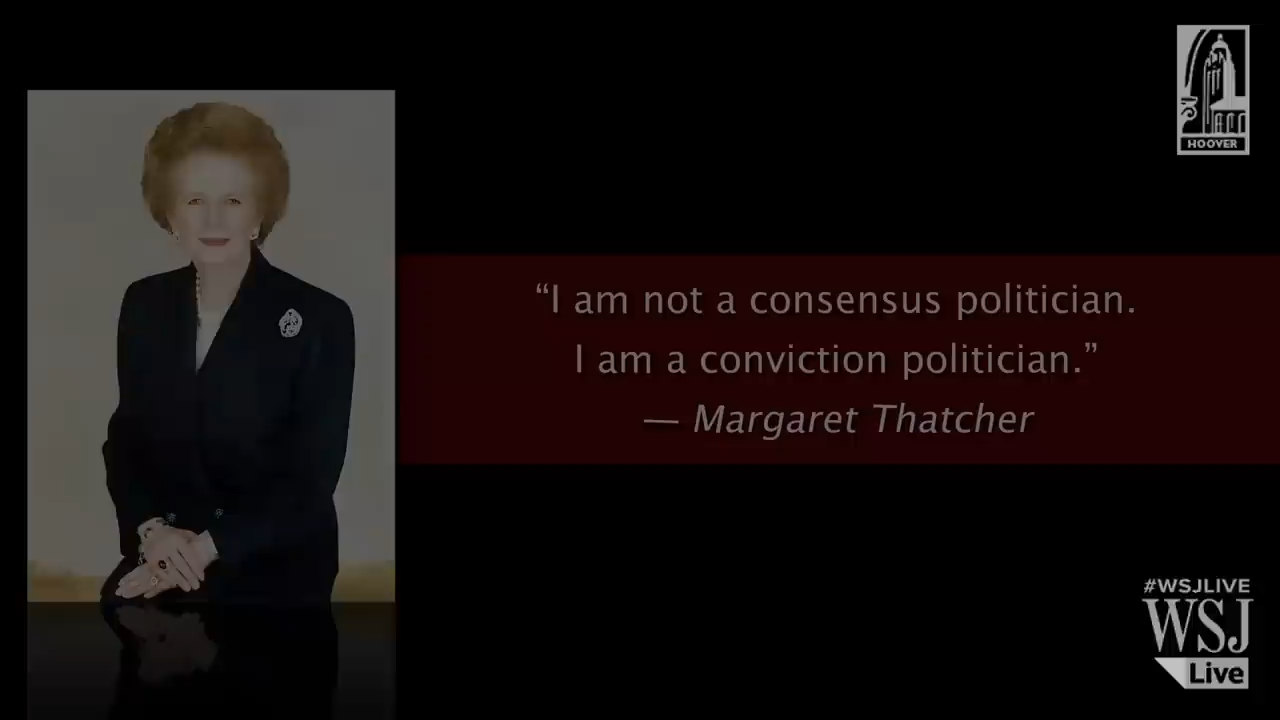 HOOVER
“I am not a consensus politician.
I am a conviction politician.”
— Margaret Thatcher
#WSJLIVE
WSJ
Live